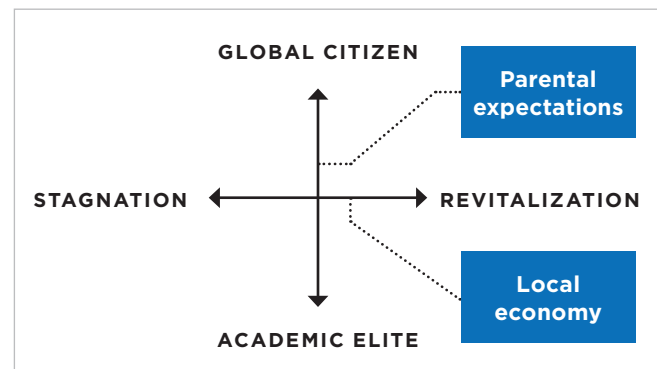 GLOBAL CITIZEN
Parental
expectations
STAGNATION
REVITALIZATION
Local
economy
ACADEMIC ELITE